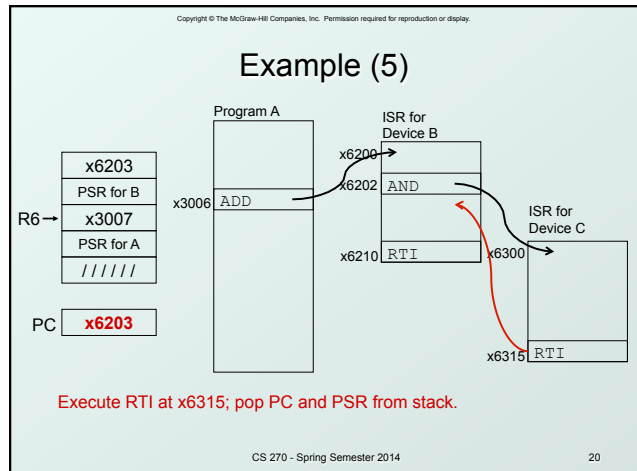 Copyright © The McGraw-Hill Companies, Inc. Permission required for reproduction or display.
Example (5)
Program A
ISR for
Device B
x6200
x6203
PSR for B
x6202
AND
R6
x3007
x3006
ADD
ISR for
Device C
PSR for A
x6210
RTI
x6300
//////
PC
x6203
x6315
RTI
Execute RTI at x6315; pop PC and PSR from stack.
CS 270 - Spring Semester 2014
20